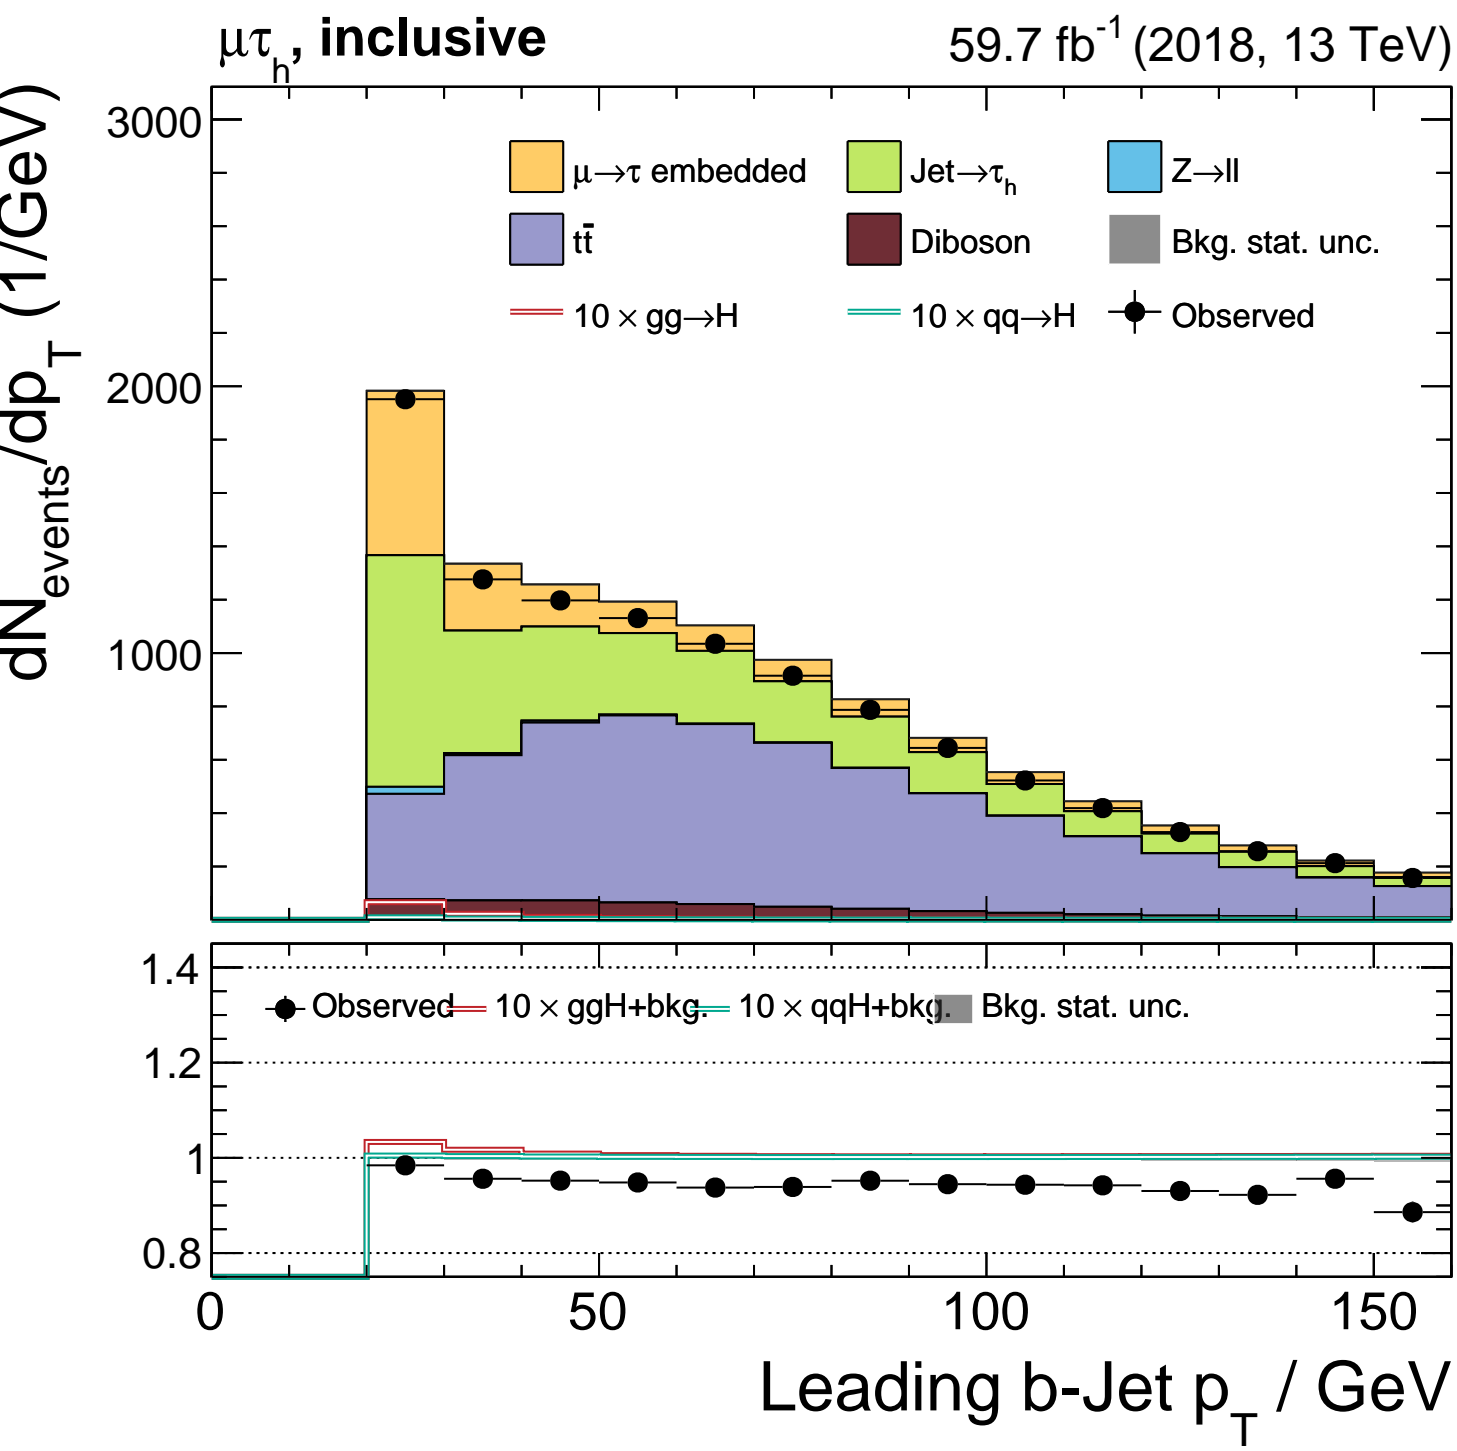 μτh, inclusive
59.7 fb-1 (2018, 13 TeV)
dNevents/dpT (1/GeV)
3000
2000
1000
μ→τ embedded
Jet→τh
Z→ll
tt̄
Diboson
Bkg. stat. unc.
10 × gg→H
10 × qq→H
Observed
1.4
1.2
1
0.8
Observed
10 × ggH+bkg.
10 × qqH+bkg.
Bkg. stat. unc.
0
50
100
150
Leading b-Jet pT / GeV